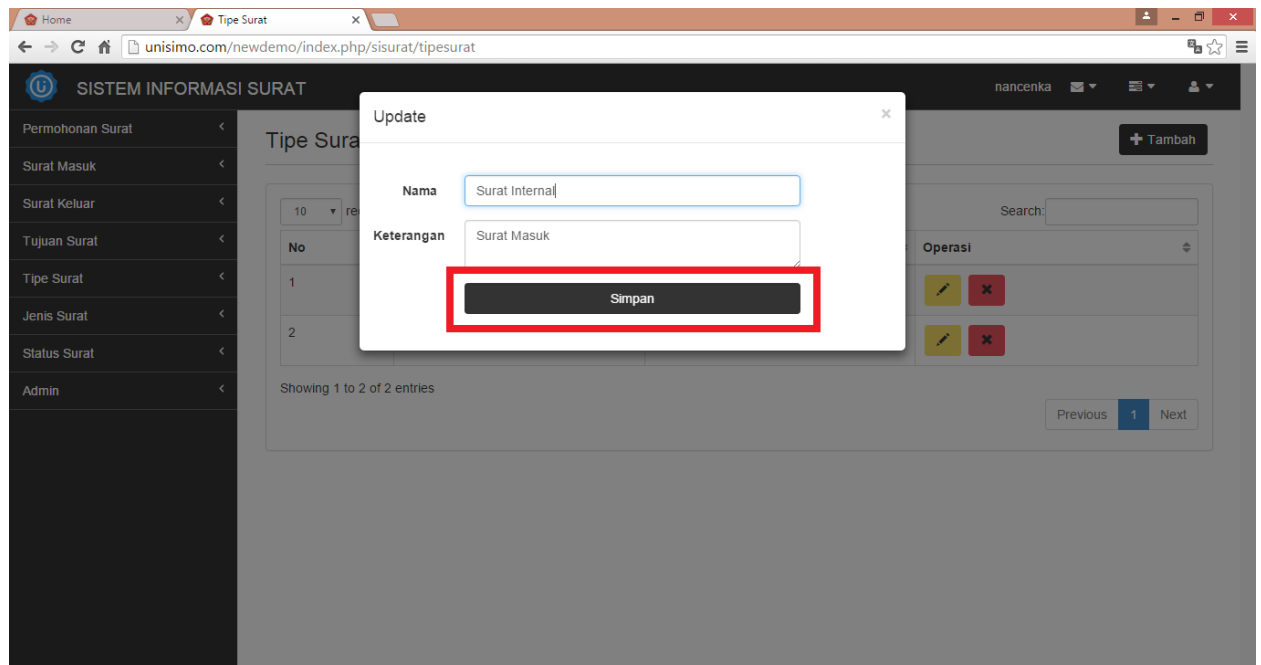 Home
Tipe Surat
unisimo.com/newdemo/index.php/sisurat/tipesurat
SISTEM INFORMASI SURAT
nancenka
Permohonan Surat
Surat Masuk
Surat Keluar
Tujuan Surat
Tipe Surat
Jenis Surat
Status Surat
Admin
Tipe Sura
+ Tambah
Update
×
Nama
Surat Internal
Keterangan
Surat Masuk
Simpan
10
re
Search:
No
Operasi
1
2
Showing 1 to 2 of 2 entries
Previous 1 Next